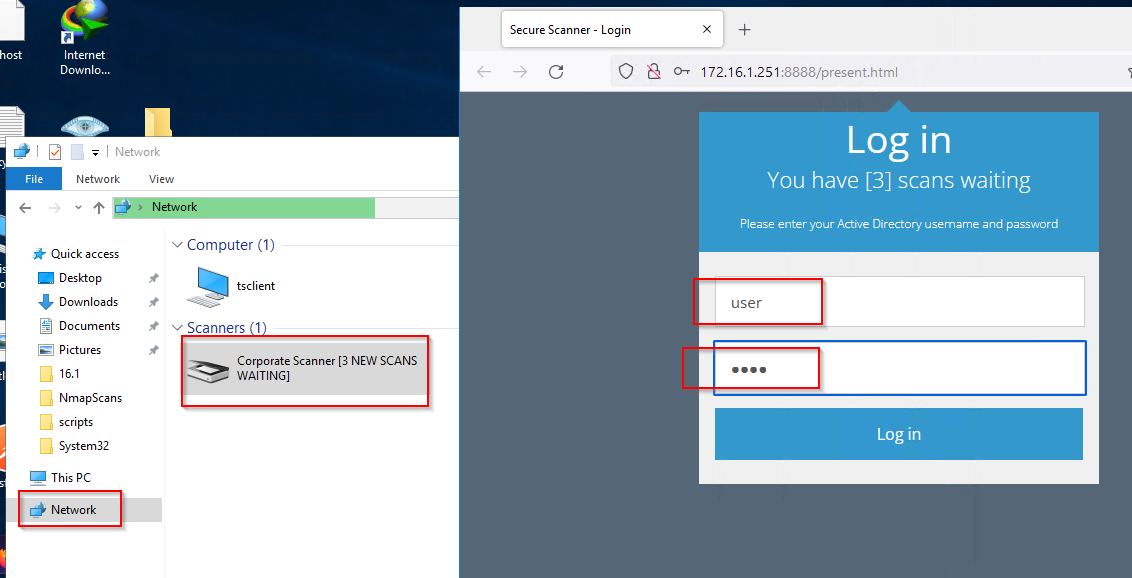 host
Internet
Downlo...
Network
File
Network
View
Network
Quick access
Desktop
Downloads
Documents
Pictures
16.1
NmapScans
scripts
System32
This PC
Network
Computer (1)
tsclient
Scanners (1)
Corporate Scanner [3 NEW SCANS
WAITING]
Secure Scanner - Login
172.16.1.251:8888/present.html
Log in
You have [3] scans waiting
Please enter your Active Directory username and password
user
••••
Log in